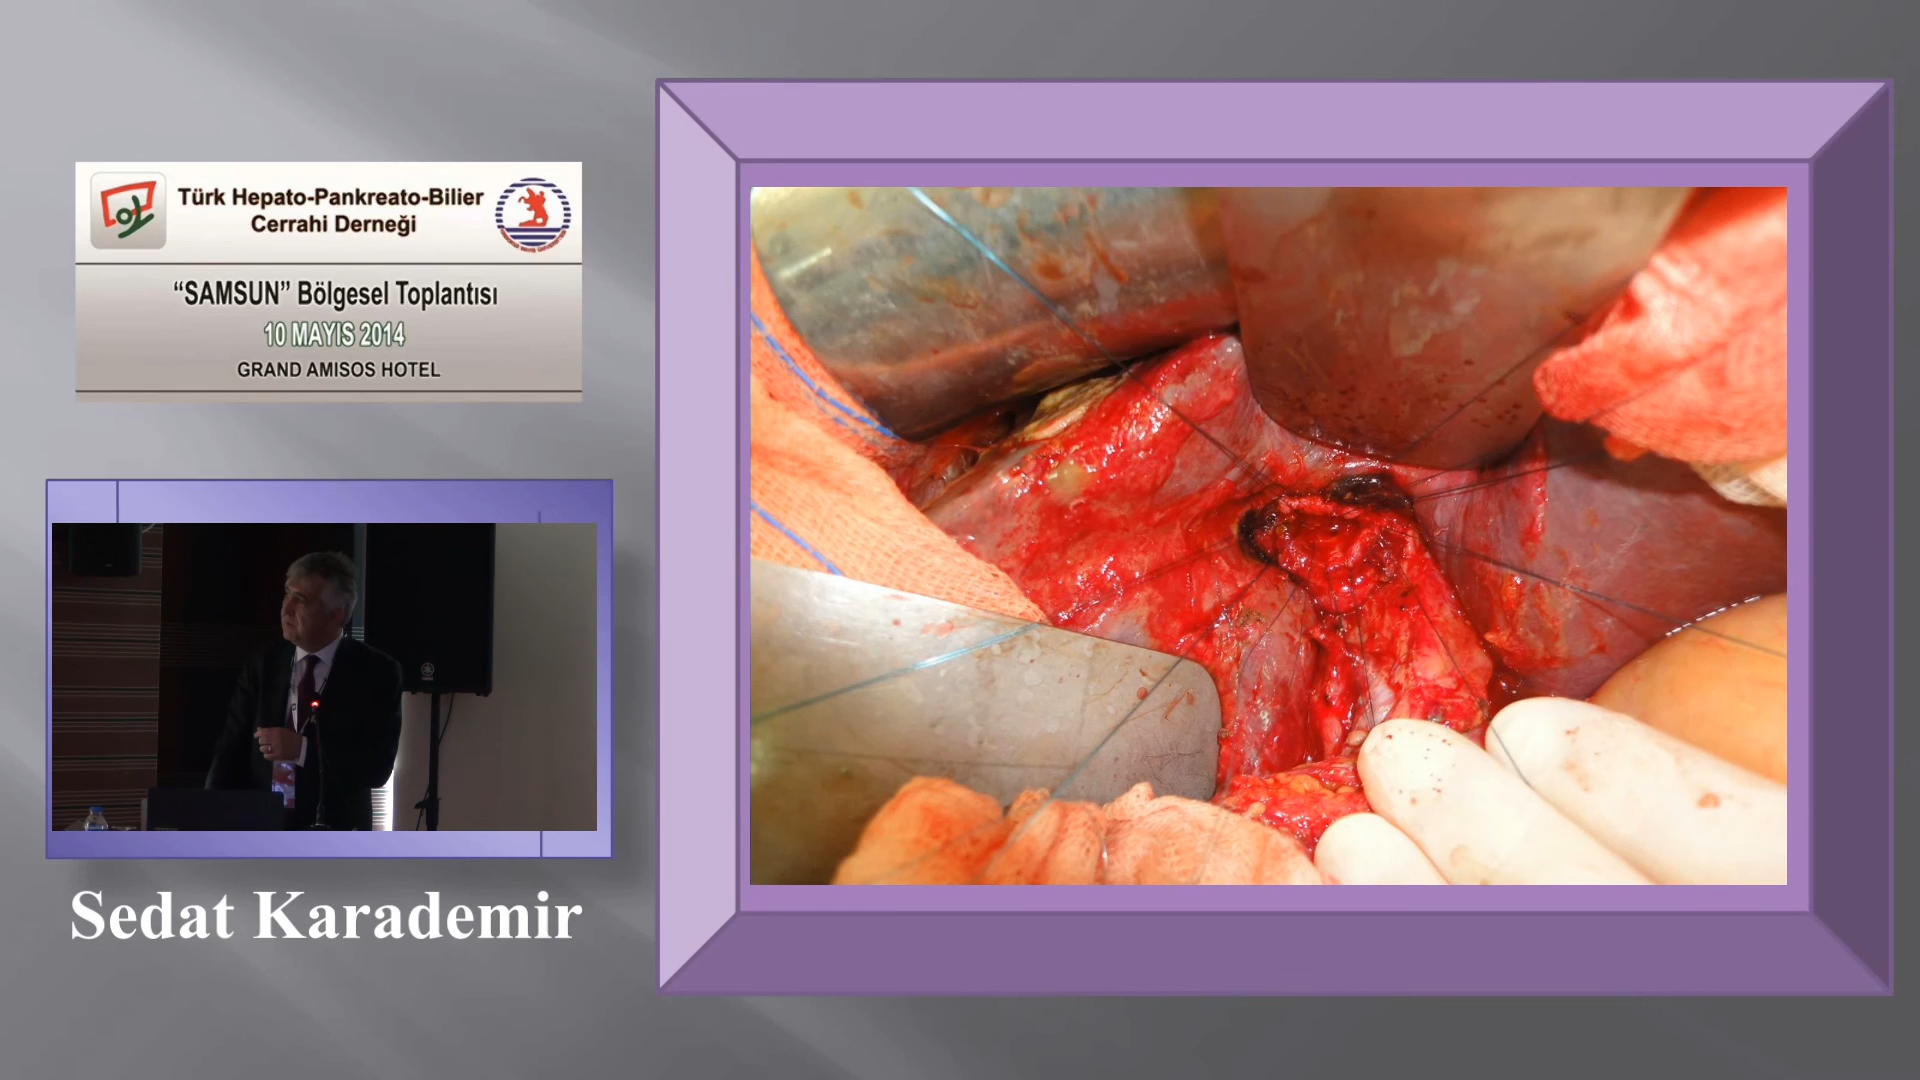 Türk Hepato-Pankreato-Bilier
Cerrahi Derneği
“SAMSUN” Bölgesel Toplantısı
10 MAYIS 2014
GRAND AMISOS HOTEL
Sedat Karademir